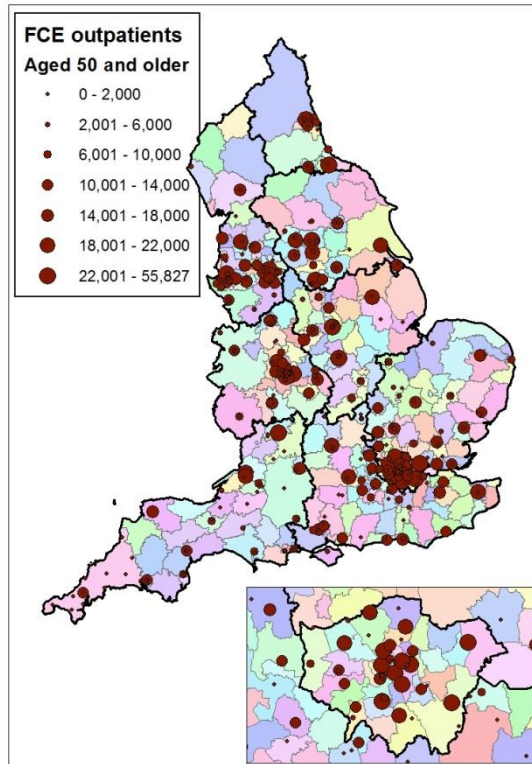 FCE outpatients
Aged 50 and older
0 - 2,000
2,001 - 6,000
6,001 - 10,000
10,001 - 14,000
14,001 - 18,000
18,001 - 22,000
22,001 - 55,827